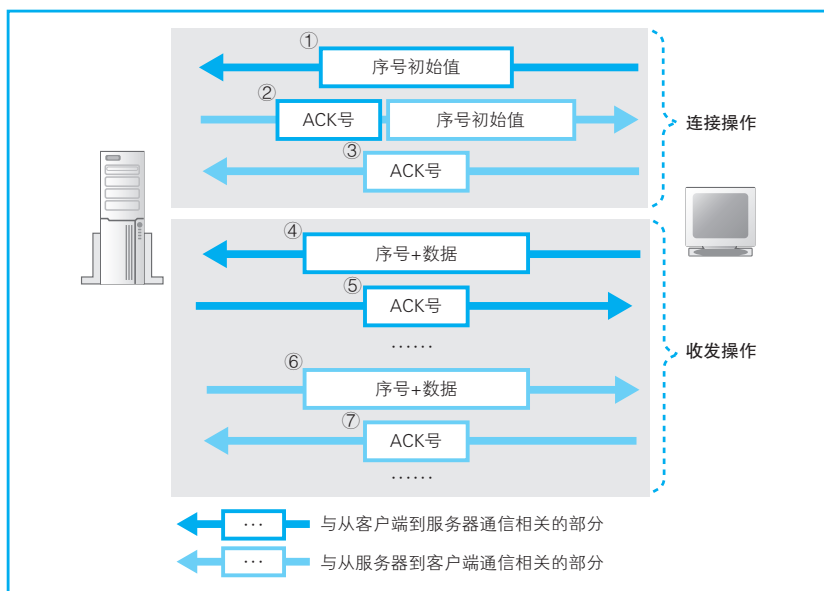 ①
序号初始值
②
ACK号 序号初始值
③
ACK号
连接操作
④
序号+数据
⑤
ACK号
……
⑥
序号+数据
⑦
ACK号
……
收发操作
… 与从客户端到服务器通信相关的部分
… 与从服务器到客户端通信相关的部分